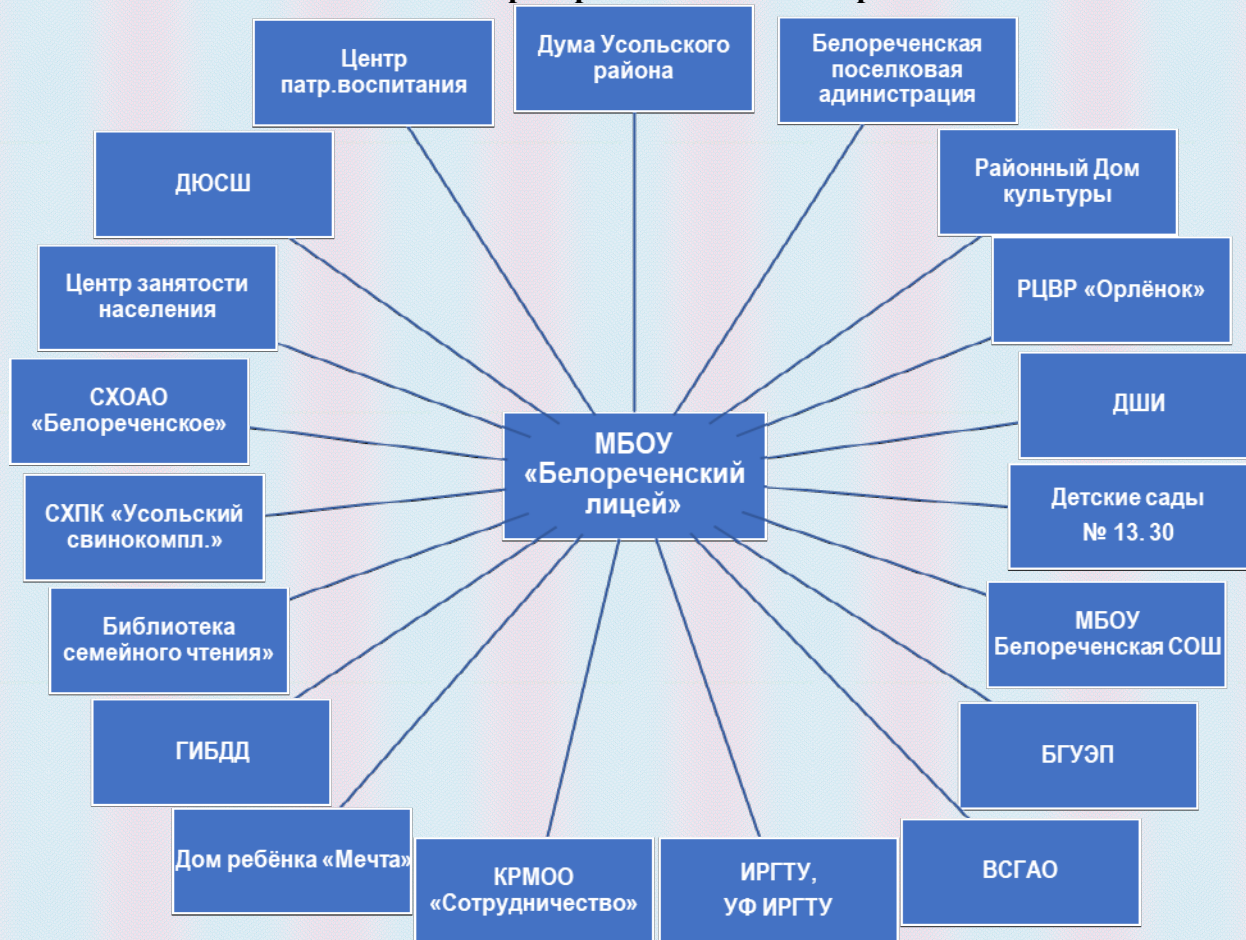 Центр
патр.воспитания
Дума Усольского
района
Белореченская
поселковая
адинистрация
ДЮСШ
Районный Дом
культуры
Центр занятости
населения
РЦВР «Орлёнок»
СХОАО
«Белореченское»
ДШИ
МБОУ
«Белореченский
лицей»
СХПК «Усольский
свинокомпл.»
Детские сады
№ 13. 30
Библиотека
семейного чтения»
МБОУ
Белореченская СОШ
ГИБДД
БГУЭП
Дом ребёнка «Мечта»
КРМОО
«Сотрудничество»
ИРГТУ,
УФ ИРГТУ
ВСГАО